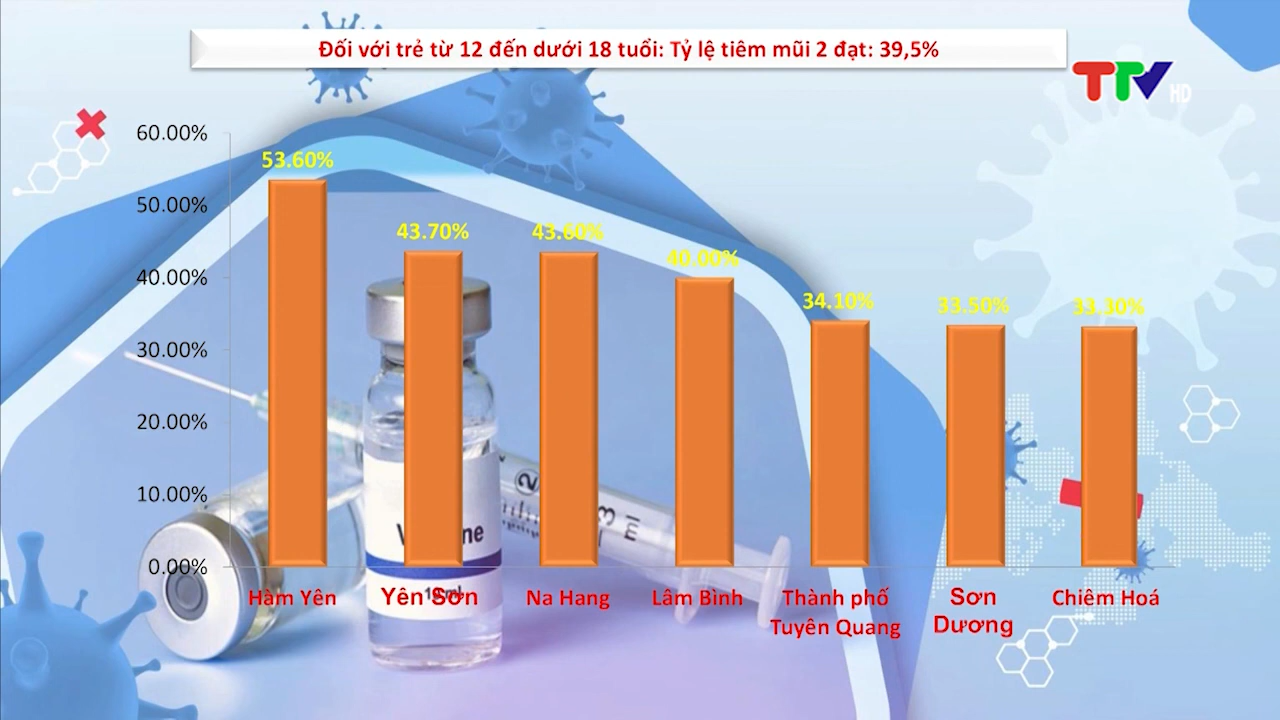 Đối với trẻ từ 12 đến dưới 18 tuổi: Tỷ lệ tiêm mũi 2 đạt: 39,5%
TTV HD
60.00%
50.00%
40.00%
30.00%
20.00%
10.00%
0.00%
53.60%
43.70%
43.60%
40.00%
34.10%
33.50%
33.30%
Hàm Yên
Yên Sơn
Na Hang
Lâm Bình
Thành phố
Tuyên Quang
Sơn
Dương
Chiêm Hoá
3
ml
2